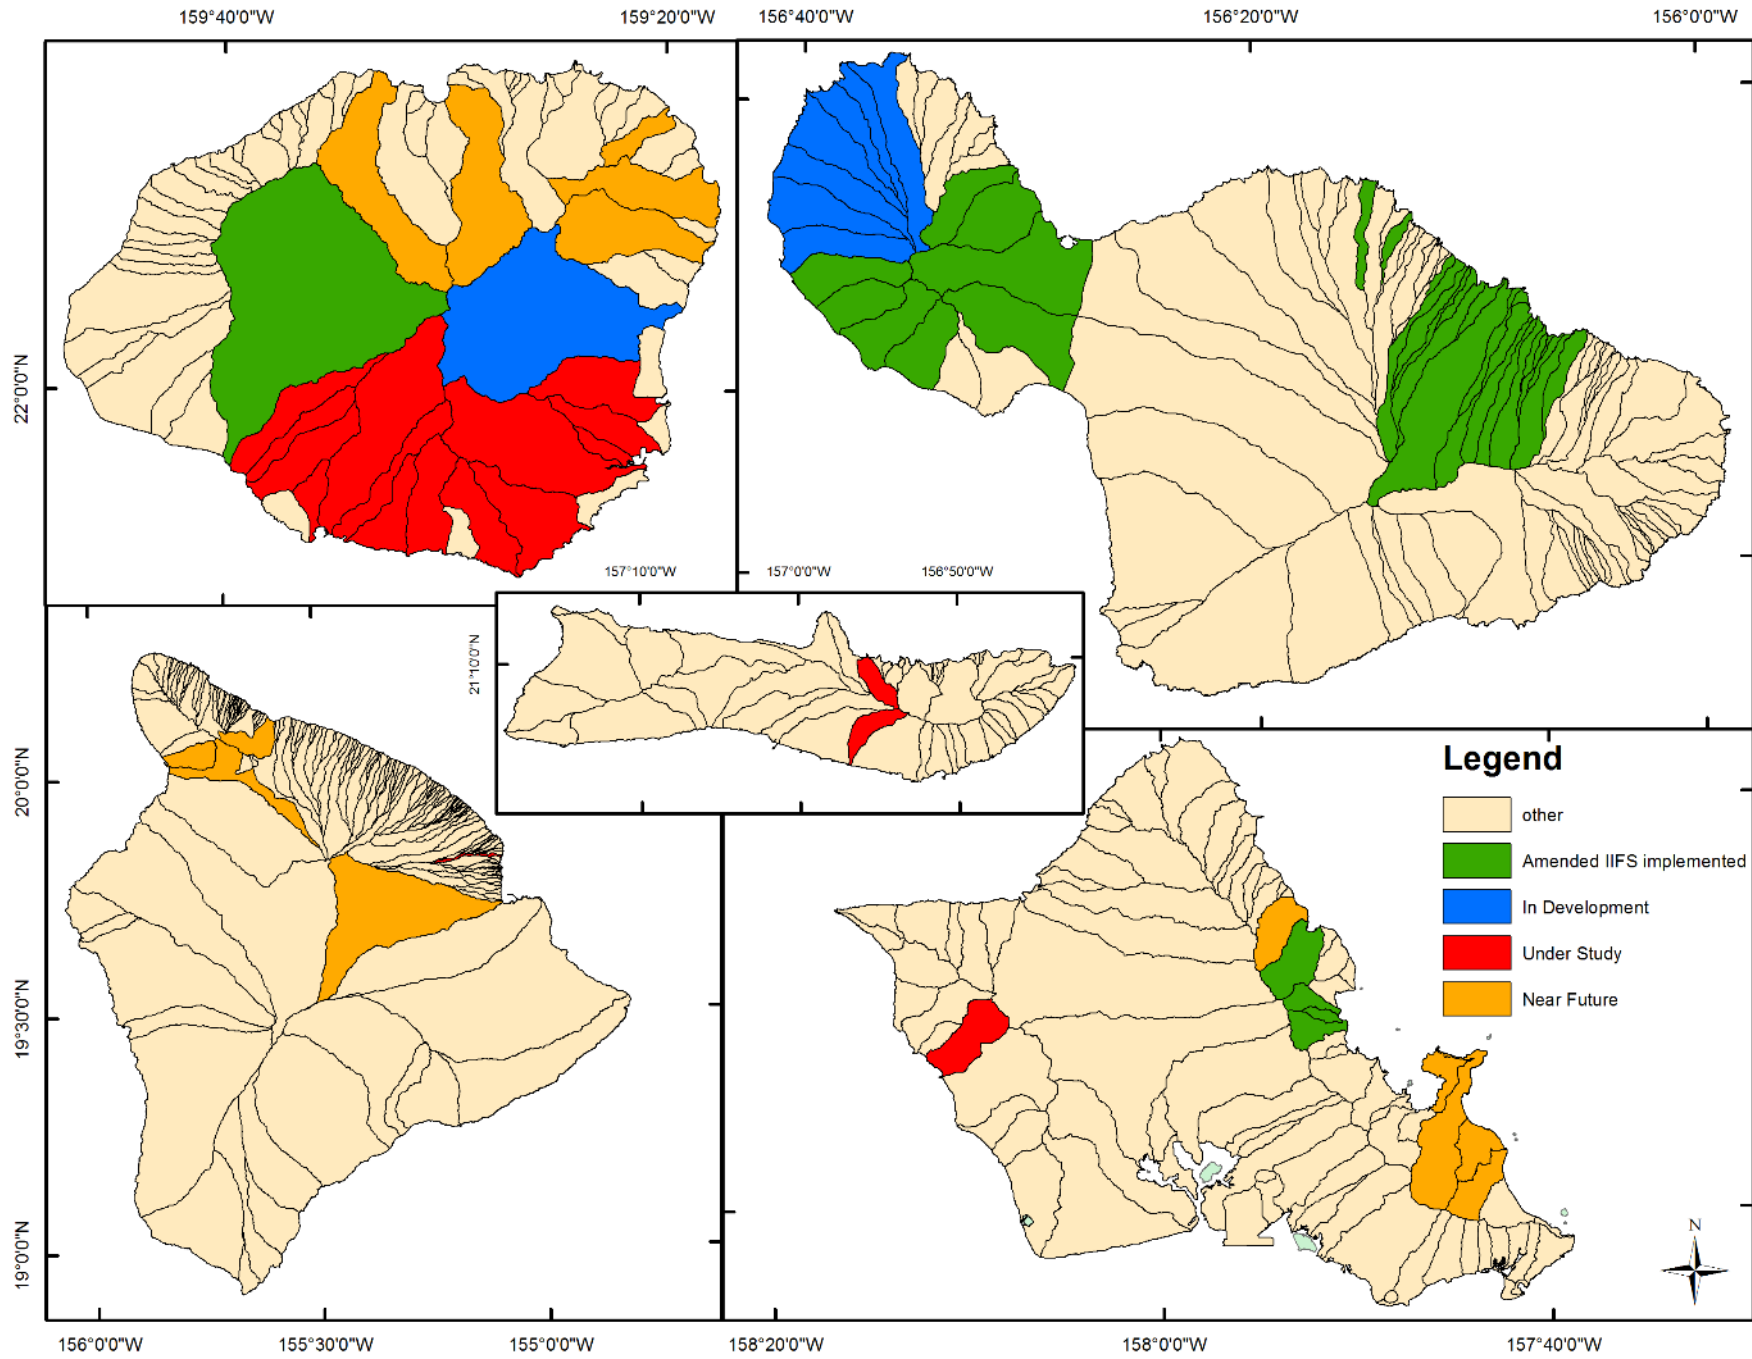 159°40'0"W
159°20'0"W
156°40'0"W
156°20'0"W
156°0'0"W
22°0'0"N
157°10'0"W
157°0'0"W
156°50'0"W
21°10'0"N
20°0'0"N
19°30'0"N
19°0'0"N
Legend
other
Amended IIFS implemented
In Development
Under Study
Near Future
N
156°0'0"W
155°30'0"W
155°0'0"W
158°20'0"W
158°0'0"W
157°40'0"W